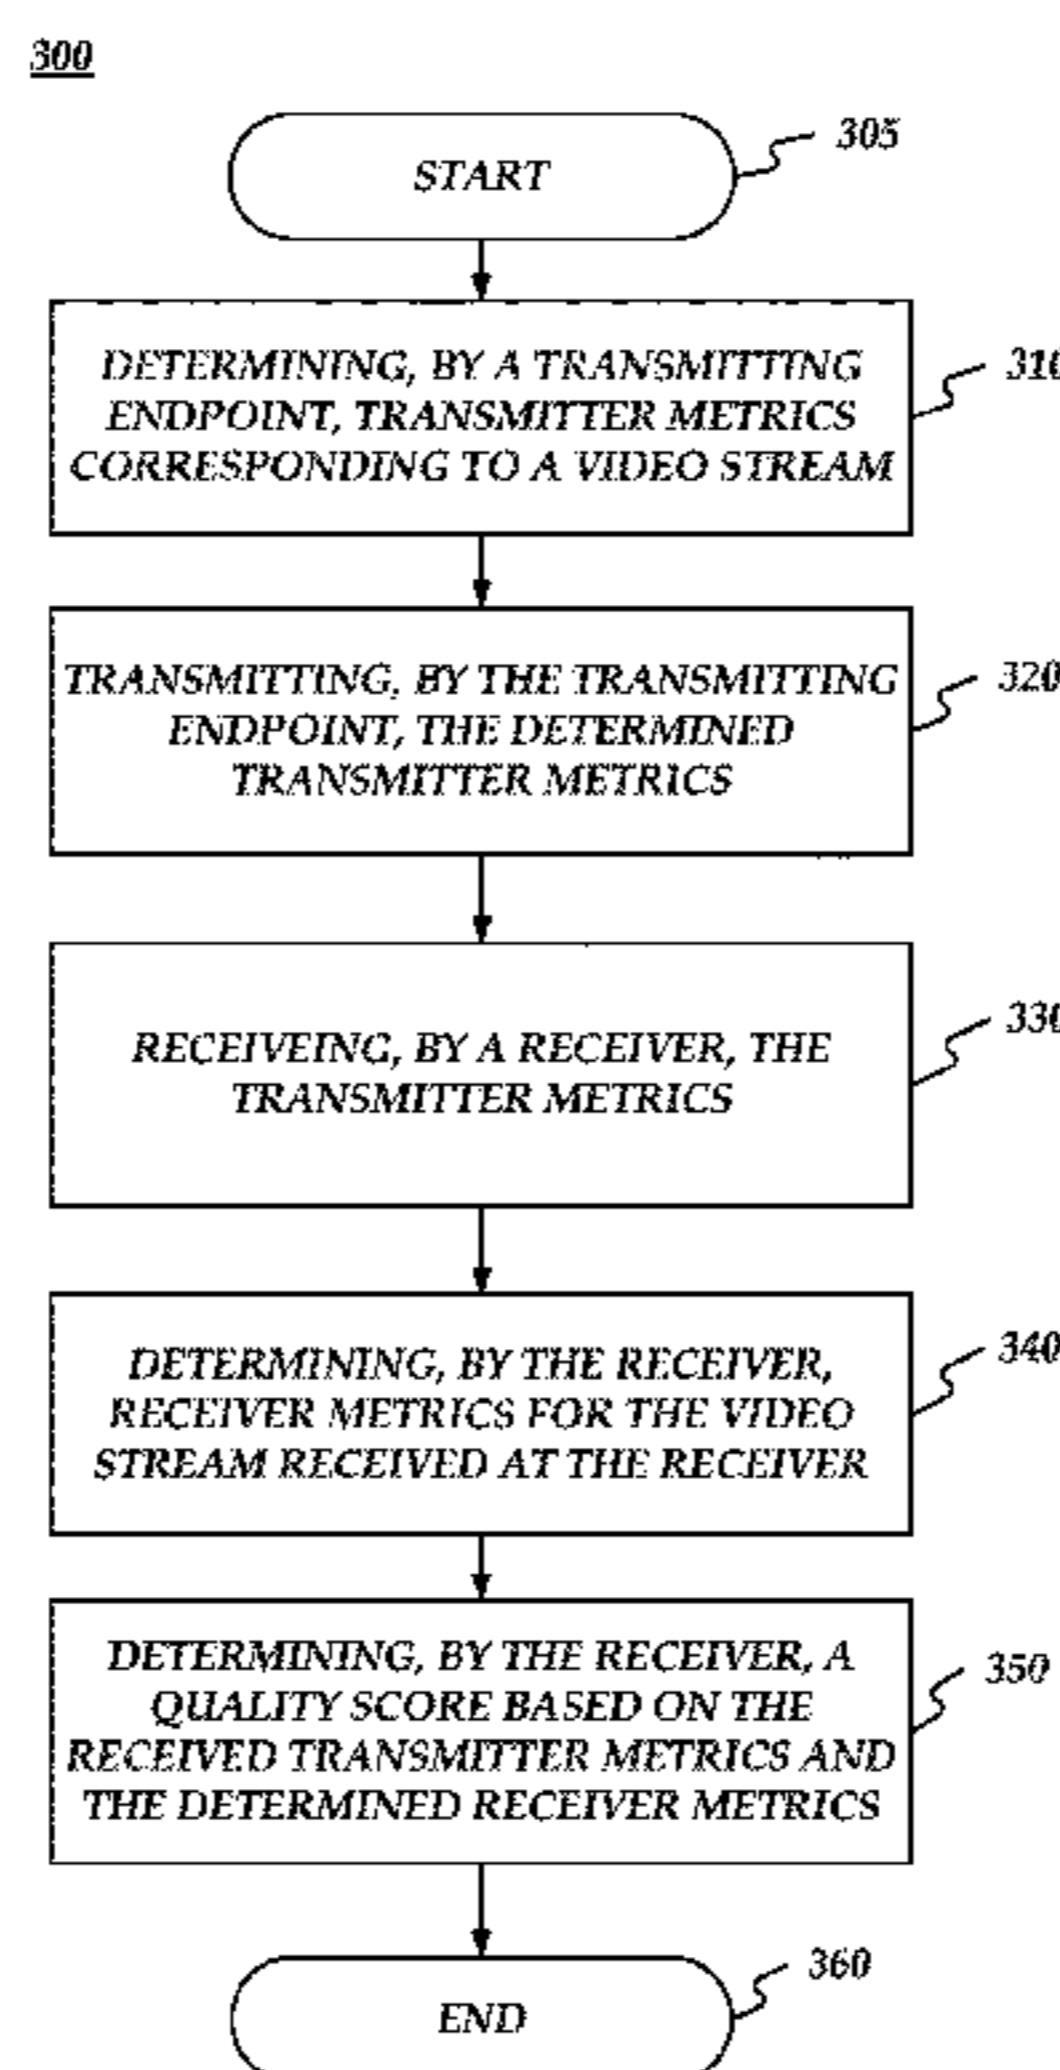 300
START
305
DETERMINING, BY A TRANSMITTING
ENDPOINT, TRANSMITTER METRICS
CORRESPONDING TO A VIDEO STREAM
310
TRANSMITTING, BY THE TRANSMITTING
ENDPOINT, THE DETERMINED
TRANSMITTER METRICS
320
RECEIVEING, BY A RECEIVER, THE
TRANSMITTER METRICS
330
DETERMINING, BY THE RECEIVER,
RECEIVER METRICS FOR THE VIDEO
STREAM RECEIVED AT THE RECEIVER
340
DETERMINING, BY THE RECEIVER, A
QUALITY SCORE BASED ON THE
RECEIVED TRANSMITTER METRICS AND
THE DETERMINED RECEIVER METRICS
350
END
360